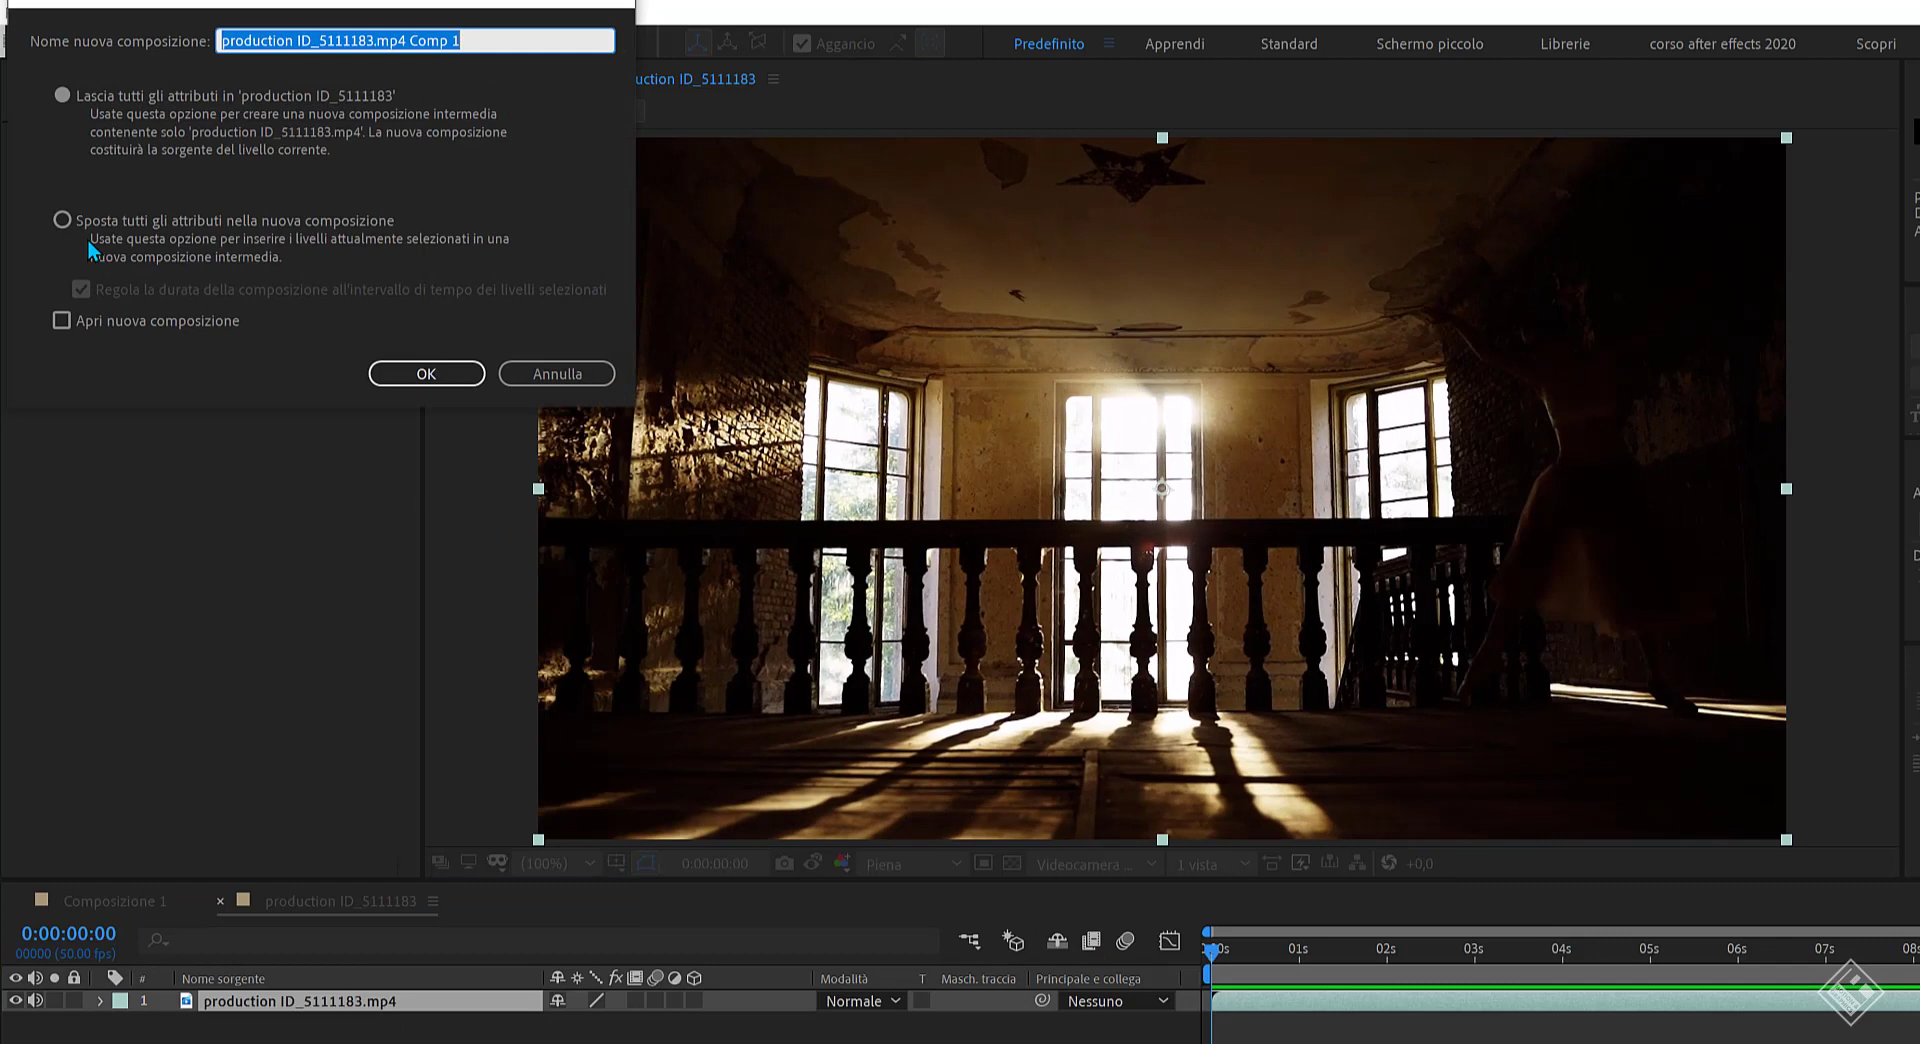 Nome nuova composizione: production ID_5111183.mp4 Comp 1
Lascia tutti gli attributi in 'production ID_5111183'
Usate questa opzione per creare una nuova composizione intermedia
contenente solo 'production ID_5111183.mp4'. La nuova composizione
costituirà la sorgente del livello corrente.
Sposta tutti gli attributi nella nuova composizione
Usate questa opzione per inserire i livelli attualmente selezionati in una
nuova composizione intermedia.
Regola la durata della composizione all'intervallo di tempo dei livelli selezionati
Apri nuova composizione
OK Annulla
Aggancio Predefinito Apprendi Standard Schermo piccolo Librerie corso after effects 2020 Scopri
uction ID_5111183
(100%) 0:00:00:00 Piena Videocamera ... 1 vista +0,0
Composizione 1 × production ID_5111183
0:00:00:00
00000 (50.00 fps)
01s 02s 03s 04s 05s 06s 07s 08s
# Nome sorgente fx Modalità T Masch. traccia Principale e collega
1 production ID_5111183.mp4 Normale Nessuno